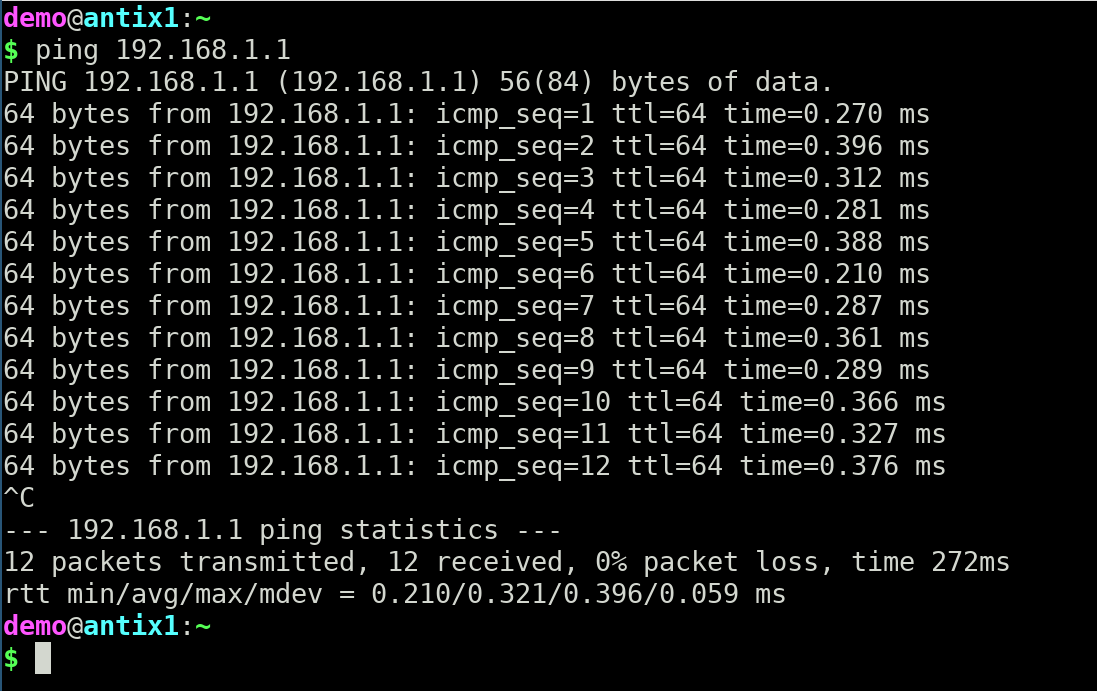 demo@antix1:~
$ ping 192.168.1.1
PING 192.168.1.1 (192.168.1.1) 56(84) bytes of data.
64 bytes from 192.168.1.1: icmp_seq=1 ttl=64 time=0.270 ms
64 bytes from 192.168.1.1: icmp_seq=2 ttl=64 time=0.396 ms
64 bytes from 192.168.1.1: icmp_seq=3 ttl=64 time=0.312 ms
64 bytes from 192.168.1.1: icmp_seq=4 ttl=64 time=0.281 ms
64 bytes from 192.168.1.1: icmp_seq=5 ttl=64 time=0.388 ms
64 bytes from 192.168.1.1: icmp_seq=6 ttl=64 time=0.210 ms
64 bytes from 192.168.1.1: icmp_seq=7 ttl=64 time=0.287 ms
64 bytes from 192.168.1.1: icmp_seq=8 ttl=64 time=0.361 ms
64 bytes from 192.168.1.1: icmp_seq=9 ttl=64 time=0.289 ms
64 bytes from 192.168.1.1: icmp_seq=10 ttl=64 time=0.366 ms
64 bytes from 192.168.1.1: icmp_seq=11 ttl=64 time=0.327 ms
64 bytes from 192.168.1.1: icmp_seq=12 ttl=64 time=0.376 ms
^C
--- 192.168.1.1 ping statistics ---
12 packets transmitted, 12 received, 0% packet loss, time 272ms
rtt min/avg/max/mdev = 0.210/0.321/0.396/0.059 ms
demo@antix1:~
$